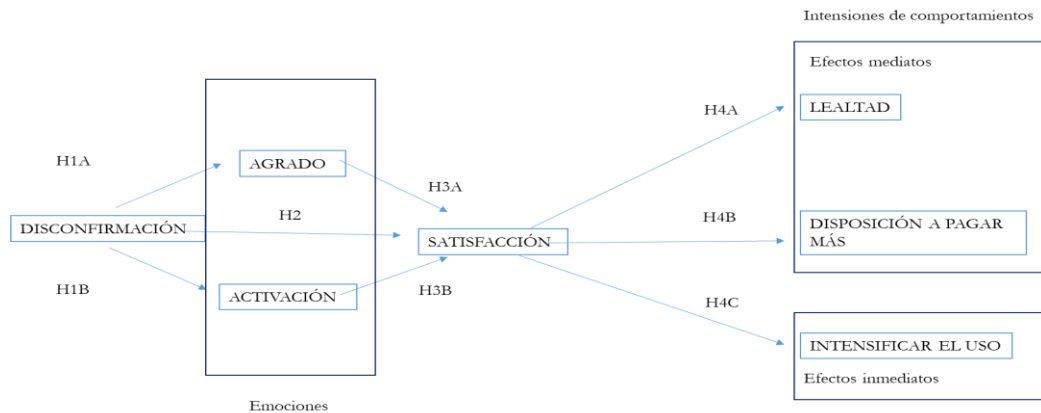 Intensiones de comportamientos
Efectos mediatos
H4A
LEALTAD
H1A
AGRADO
H3A
H2
DISCONFIRMACIÓN
H4B
DISPOSICIÓN A PAGAR
MÁS
SATISFACCIÓN
H1B
ACTIVACIÓN
H3B
H4C
INTENSIFICAR EL USO
Efectos inmediatos
Emociones